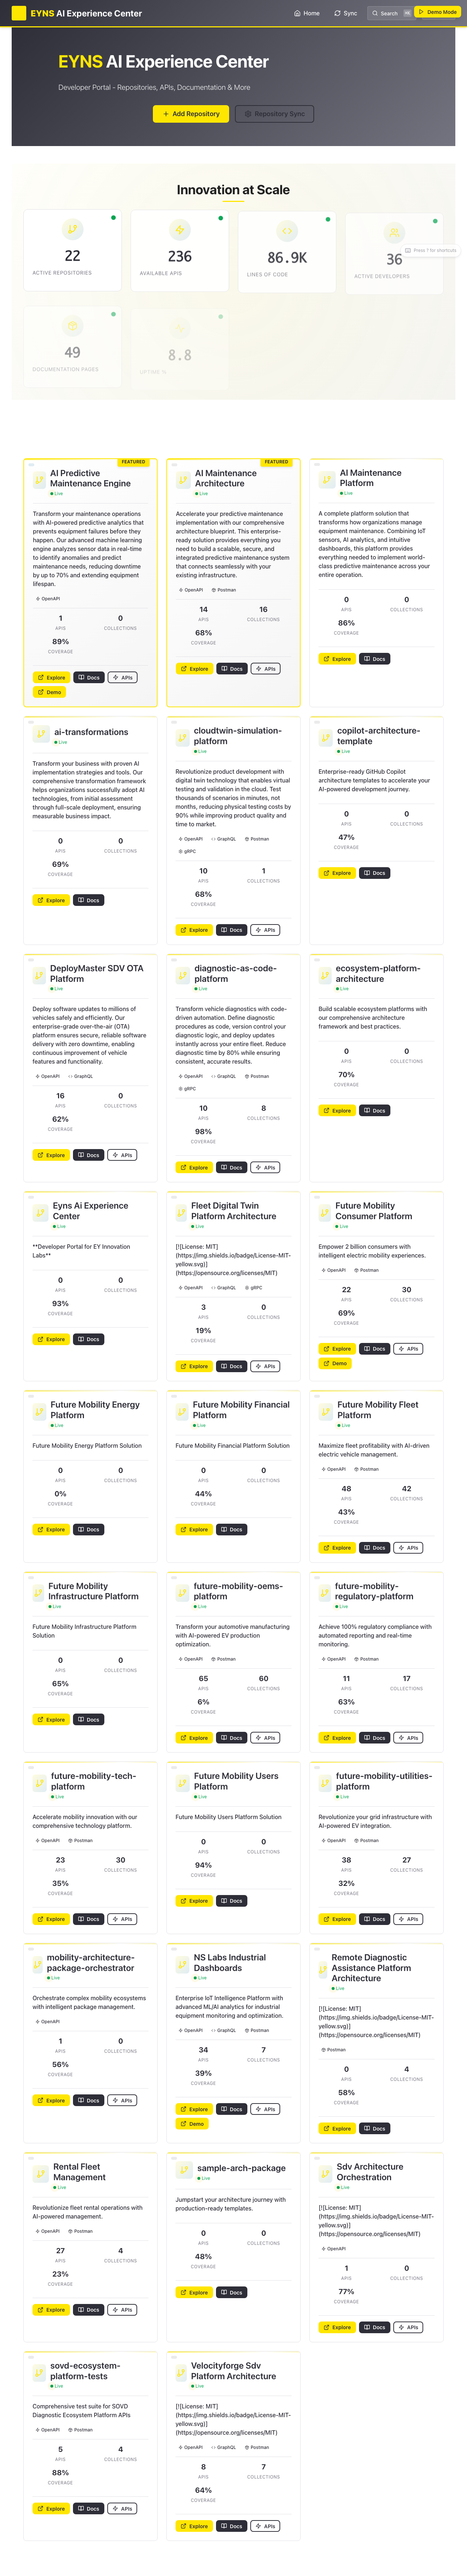 EYNS AI Experience Center
Home
Sync
Search
Demo Mode
EYNS AI Experience Center
Developer Portal - Repositories, APIs, Documentation & More
Add Repository
Repository Sync
Innovation at Scale
22
ACTIVE REPOSITORIES
236
AVAILABLE APIS
86.9K
LINES OF CODE
36
ACTIVE DEVELOPERS
Press ? for shortcuts
49
DOCUMENTATION PAGES
8.8
UPTIME %
FEATURED
AI Predictive
Maintenance Engine
Live
Transform your maintenance operations
with AI-powered predictive analytics that
prevents equipment failures before they
happen. Our advanced machine learning
engine analyzes sensor data in real-time
to identify anomalies and predict
maintenance needs, reducing downtime
by up to 70% and extending equipment
lifespan.
OpenAPI
1
APIS
0
COLLECTIONS
89%
COVERAGE
Explore
Docs
APIs
Demo
FEATURED
AI Maintenance
Architecture
Live
Accelerate your predictive maintenance
implementation with our comprehensive
architecture blueprint. This enterprise-
ready solution provides everything you
need to build a scalable, secure, and
integrated predictive maintenance system
that connects seamlessly with your
existing infrastructure.
OpenAPI
Postman
14
APIS
16
COLLECTIONS
68%
COVERAGE
Explore
Docs
APIs
AI Maintenance
Platform
Live
A complete platform solution that
transforms how organizations manage
equipment maintenance. Combining IoT
sensors, AI analytics, and intuitive
dashboards, this platform provides
everything needed to implement world-
class predictive maintenance across your
entire operation.
0
APIS
0
COLLECTIONS
86%
COVERAGE
Explore
Docs
ai-transformations
Live
Transform your business with proven AI
implementation strategies and tools. Our
comprehensive transformation framework
helps organizations successfully adopt AI
technologies, from initial assessment
through full-scale deployment, ensuring
measurable business impact.
0
APIS
0
COLLECTIONS
69%
COVERAGE
Explore
Docs
cloudtwin-simulation-
platform
Live
Revolutionize product development with
digital twin technology that enables virtual
testing and validation in the cloud. Test
thousands of scenarios in minutes, not
months, reducing physical testing costs by
90% while improving product quality and
time to market.
OpenAPI
GraphQL
Postman
gRPC
10
APIS
1
COLLECTIONS
68%
COVERAGE
Explore
Docs
APIs
copilot-architecture-
template
Live
Enterprise-ready GitHub Copilot
architecture templates to accelerate your
AI-powered development journey.
0
APIS
0
COLLECTIONS
47%
COVERAGE
Explore
Docs
DeployMaster SDV OTA
Platform
Live
Deploy software updates to millions of
vehicles safely and efficiently. Our
enterprise-grade over-the-air (OTA)
platform ensures secure, reliable software
delivery with zero downtime, enabling
continuous improvement of vehicle
features and functionality.
OpenAPI
GraphQL
16
APIS
0
COLLECTIONS
62%
COVERAGE
Explore
Docs
APIs
diagnostic-as-code-
platform
Live
Transform vehicle diagnostics with code-
driven automation. Define diagnostic
procedures as code, version control your
diagnostic logic, and deploy updates
instantly across your entire fleet. Reduce
diagnostic time by 80% while ensuring
consistent, accurate results.
OpenAPI
GraphQL
Postman
gRPC
10
APIS
8
COLLECTIONS
98%
COVERAGE
Explore
Docs
APIs
ecosystem-platform-
architecture
Live
Build scalable ecosystem platforms with
our comprehensive architecture
framework and best practices.
0
APIS
0
COLLECTIONS
70%
COVERAGE
Explore
Docs
Eyns Ai Experience
Center
Live
**Developer Portal for EY Innovation
Labs**
0
APIS
0
COLLECTIONS
93%
COVERAGE
Explore
Docs
Fleet Digital Twin
Platform Architecture
Live
[![License: MIT]
(https://img.shields.io/badge/License-MIT-
yellow.svg)]
(https://opensource.org/licenses/MIT)
OpenAPI
GraphQL
gRPC
3
APIS
0
COLLECTIONS
19%
COVERAGE
Explore
Docs
APIs
Future Mobility
Consumer Platform
Live
Empower 2 billion consumers with
intelligent electric mobility experiences.
OpenAPI
Postman
22
APIS
30
COLLECTIONS
69%
COVERAGE
Explore
Docs
APIs
Demo
Future Mobility Energy
Platform
Live
Future Mobility Energy Platform Solution
0
APIS
0
COLLECTIONS
0%
COVERAGE
Explore
Docs
Future Mobility Financial
Platform
Live
Future Mobility Financial Platform Solution
0
APIS
0
COLLECTIONS
44%
COVERAGE
Explore
Docs
Future Mobility Fleet
Platform
Live
Maximize fleet profitability with AI-driven
electric vehicle management.
OpenAPI
Postman
48
APIS
42
COLLECTIONS
43%
COVERAGE
Explore
Docs
APIs
Future Mobility
Infrastructure Platform
Live
Future Mobility Infrastructure Platform
Solution
0
APIS
0
COLLECTIONS
65%
COVERAGE
Explore
Docs
future-mobility-oems-
platform
Live
Transform your automotive manufacturing
with AI-powered EV production
optimization.
OpenAPI
Postman
65
APIS
60
COLLECTIONS
6%
COVERAGE
Explore
Docs
APIs
future-mobility-
regulatory-platform
Live
Achieve 100% regulatory compliance with
automated reporting and real-time
monitoring.
OpenAPI
Postman
11
APIS
17
COLLECTIONS
63%
COVERAGE
Explore
Docs
APIs
future-mobility-tech-
platform
Live
Accelerate mobility innovation with our
comprehensive technology platform.
OpenAPI
Postman
23
APIS
30
COLLECTIONS
35%
COVERAGE
Explore
Docs
APIs
Future Mobility Users
Platform
Live
Future Mobility Users Platform Solution
0
APIS
0
COLLECTIONS
94%
COVERAGE
Explore
Docs
future-mobility-utilities-
platform
Live
Revolutionize your grid infrastructure with
AI-powered EV integration.
OpenAPI
Postman
38
APIS
27
COLLECTIONS
32%
COVERAGE
Explore
Docs
APIs
mobility-architecture-
package-orchestrator
Live
Orchestrate complex mobility ecosystems
with intelligent package management.
OpenAPI
1
APIS
0
COLLECTIONS
56%
COVERAGE
Explore
Docs
APIs
NS Labs Industrial
Dashboards
Live
Enterprise IoT Intelligence Platform with
advanced ML/AI analytics for industrial
equipment monitoring and optimization.
OpenAPI
GraphQL
Postman
34
APIS
7
COLLECTIONS
39%
COVERAGE
Explore
Docs
APIs
Demo
Remote Diagnostic
Assistance Platform
Architecture
Live
[![License: MIT]
(https://img.shields.io/badge/License-MIT-
yellow.svg)]
(https://opensource.org/licenses/MIT)
Postman
0
APIS
4
COLLECTIONS
58%
COVERAGE
Explore
Docs
Rental Fleet
Management
Live
Revolutionize fleet rental operations with
AI-powered management.
OpenAPI
Postman
27
APIS
4
COLLECTIONS
23%
COVERAGE
Explore
Docs
APIs
sample-arch-package
Live
Jumpstart your architecture journey with
production-ready templates.
0
APIS
0
COLLECTIONS
48%
COVERAGE
Explore
Docs
Sdv Architecture
Orchestration
Live
[![License: MIT]
(https://img.shields.io/badge/License-MIT-
yellow.svg)]
(https://opensource.org/licenses/MIT)
OpenAPI
1
APIS
0
COLLECTIONS
77%
COVERAGE
Explore
Docs
APIs
sovd-ecosystem-
platform-tests
Live
Comprehensive test suite for SOVD
Diagnostic Ecosystem Platform APIs
OpenAPI
Postman
5
APIS
4
COLLECTIONS
88%
COVERAGE
Explore
Docs
APIs
Velocityforge Sdv
Platform Architecture
Live
[![License: MIT]
(https://img.shields.io/badge/License-MIT-
yellow.svg)]
(https://opensource.org/licenses/MIT)
OpenAPI
GraphQL
Postman
8
APIS
7
COLLECTIONS
64%
COVERAGE
Explore
Docs
APIs